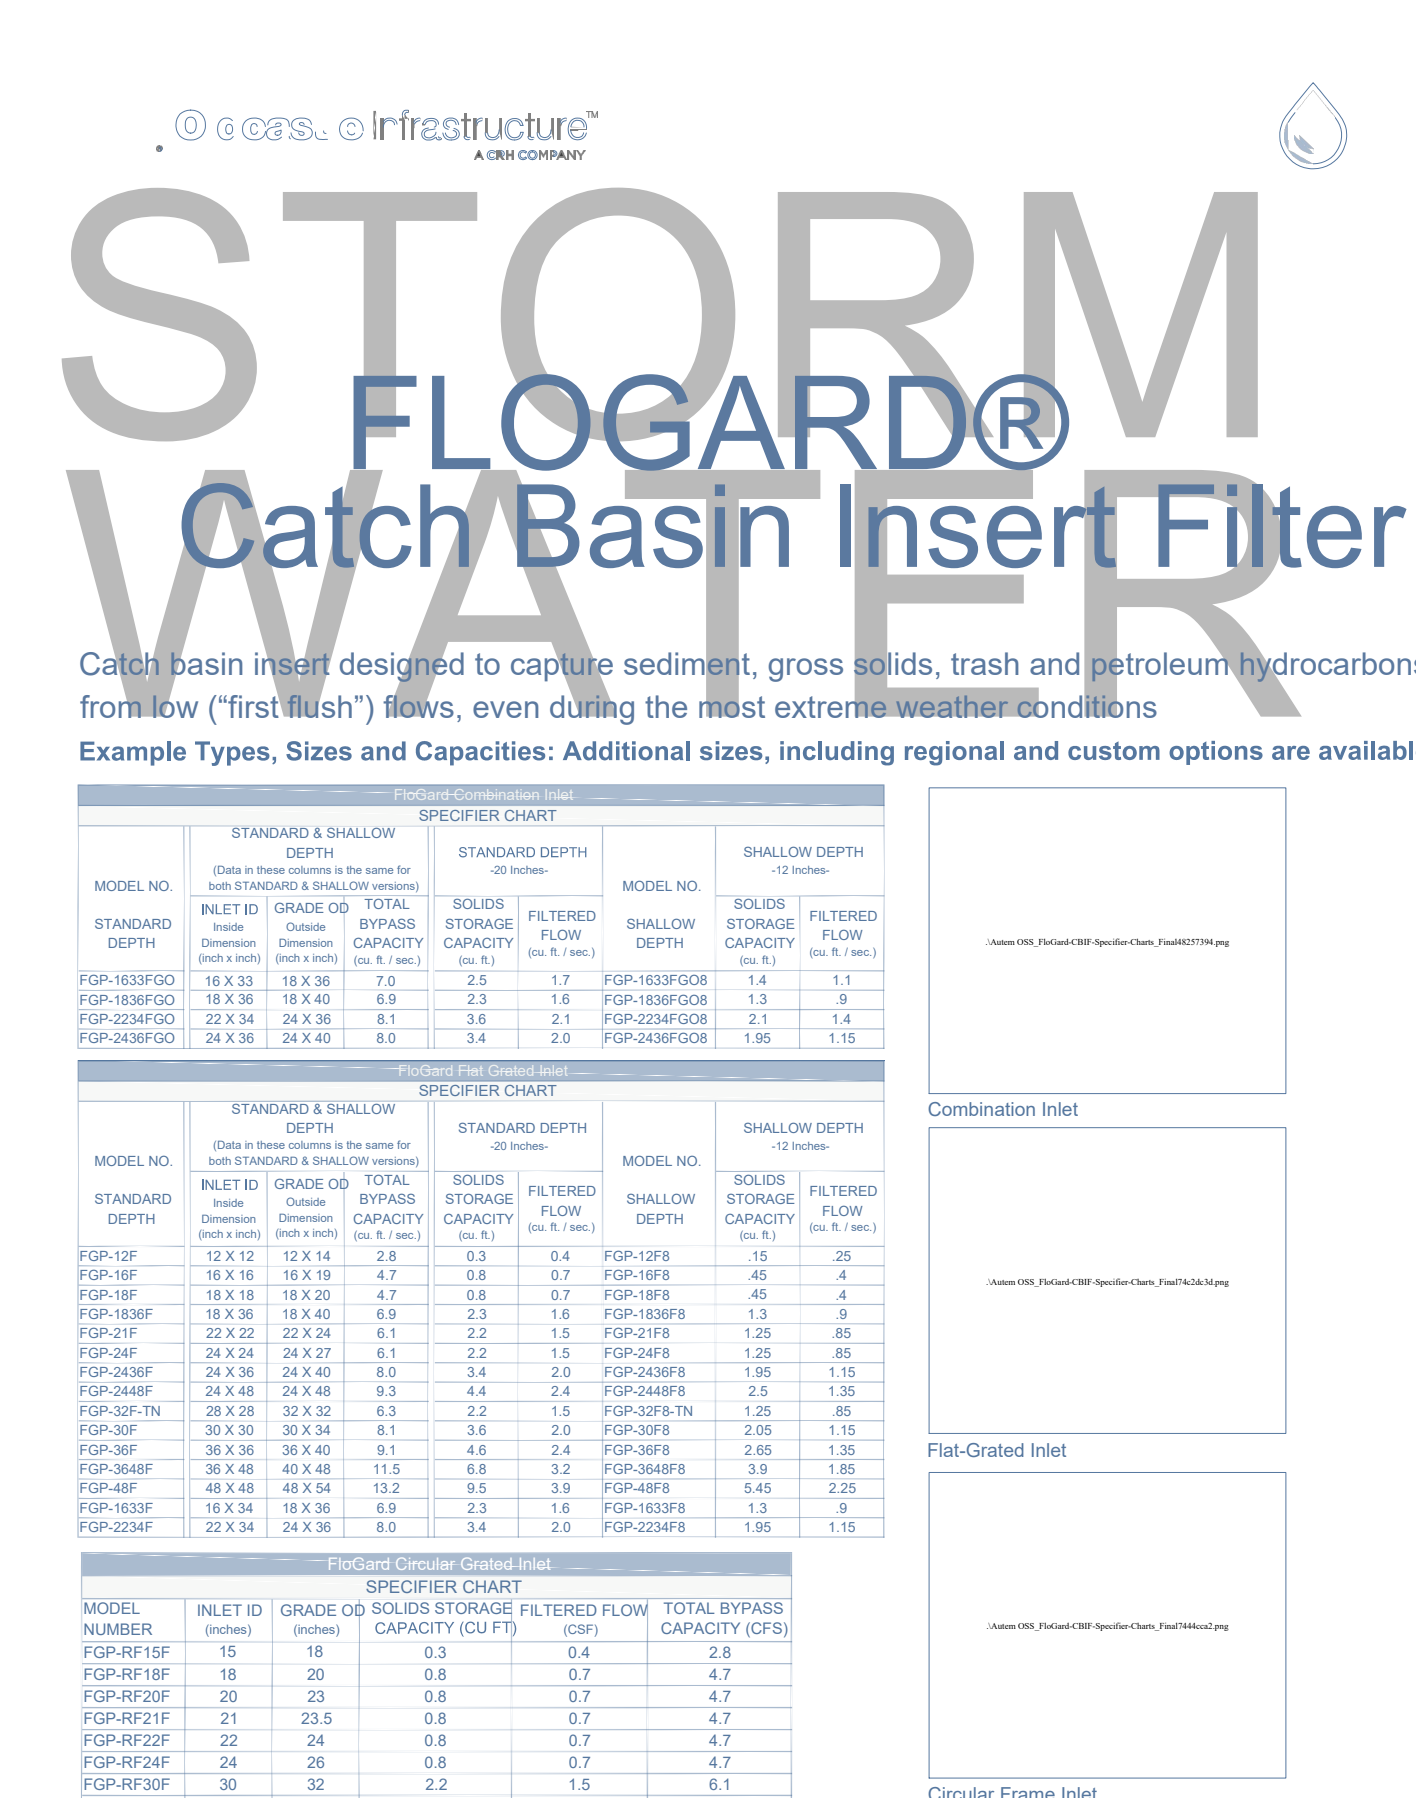 Infrastructure™
A CRH COMPANY
STORM
WATER
FLOGARD®
Catch Basin Insert Filter
Catch basin insert designed to capture sediment, gross solids, trash and petroleum hydrocarbons
from low (“first flush”) flows, even during the most extreme weather conditions
Example Types, Sizes and Capacities: Additional sizes, including regional and custom options are
FloGard Combination Inlet
SPECIFIER CHART
MODEL NO. STANDARD DEPTH
STANDARD & SHALLOW DEPTH (Data in these columns is the same for both STANDARD & SHALLOW versions)
STANDARD DEPTH -20 Inches-
MODEL NO. SHALLOW DEPTH
SHALLOW DEPTH -12 Inches-
INLET ID Inside Dimension (inch x inch)
GRADE OD Outside Dimension (inch x inch)
TOTAL BYPASS CAPACITY (cu. ft. / sec.)
SOLIDS STORAGE CAPACITY (cu. ft.)
FILTERED FLOW (cu. ft. / sec.)
SOLIDS STORAGE CAPACITY (cu. ft.)
FILTERED FLOW (cu. ft. / sec.)
FGP-1633FGO 16 X 33 18 X 36 7.0 2.5 1.7 FGP-1633FGO8 1.4 1.1
FGP-1836FGO 18 X 36 18 X 40 6.9 2.3 1.6 FGP-1836FGO8 1.3 .9
FGP-2234FGO 22 X 34 24 X 36 8.1 3.6 2.1 FGP-2234FGO8 2.1 1.4
FGP-2436FGO 24 X 36 24 X 40 8.0 3.4 2.0 FGP-2436FGO8 1.95 1.15
FloGard Flat Grated Inlet
SPECIFIER CHART
MODEL NO. STANDARD DEPTH
STANDARD & SHALLOW DEPTH (Data in these columns is the same for both STANDARD & SHALLOW versions)
STANDARD DEPTH -20 Inches-
MODEL NO. SHALLOW DEPTH
SHALLOW DEPTH -12 Inches-
INLET ID Inside Dimension (inch x inch)
GRADE OD Outside Dimension (inch x inch)
TOTAL BYPASS CAPACITY (cu. ft. / sec.)
SOLIDS STORAGE CAPACITY (cu. ft.)
FILTERED FLOW (cu. ft. / sec.)
SOLIDS STORAGE CAPACITY (cu. ft.)
FILTERED FLOW (cu. ft. / sec.)
FGP-12F 12 X 12 12 X 14 2.8 0.3 0.4 FGP-12F8 .15 .25
FGP-16F 16 X 16 16 X 19 4.7 0.8 0.7 FGP-16F8 .45 .4
FGP-18F 18 X 18 18 X 20 4.7 0.8 0.7 FGP-18F8 .45 .4
FGP-1836F 18 X 36 18 X 40 6.9 2.3 1.6 FGP-1836F8 1.3 .9
FGP-21F 22 X 22 22 X 24 6.1 2.2 1.5 FGP-21F8 1.25 .85
FGP-24F 24 X 24 24 X 27 6.1 2.2 1.5 FGP-24F8 1.25 .85
FGP-2436F 24 X 36 24 X 40 8.0 3.4 2.0 FGP-2436F8 1.95 1.15
FGP-2448F 24 X 48 24 X 48 9.3 4.4 2.4 FGP-2448F8 2.5 1.35
FGP-32F-TN 28 X 28 32 X 32 6.3 2.2 1.5 FGP-32F8-TN 1.25 .85
FGP-30F 30 X 30 30 X 34 8.1 3.6 2.0 FGP-30F8 2.05 1.15
FGP-36F 36 X 36 36 X 40 9.1 4.6 2.4 FGP-36F8 2.65 1.35
FGP-3648F 36 X 48 40 X 48 11.5 6.8 3.2 FGP-3648F8 3.9 1.85
FGP-48F 48 X 48 48 X 54 13.2 9.5 3.9 FGP-48F8 5.45 2.25
FGP-1633F 16 X 34 18 X 36 6.9 2.3 1.6 FGP-1633F8 1.3 .9
FGP-2234F 22 X 34 24 X 36 8.0 3.4 2.0 FGP-2234F8 1.95 1.15
FloGard Circular Grated Inlet
SPECIFIER CHART
MODEL NUMBER
INLET ID (inches)
GRADE OD (inches)
SOLIDS STORAGE CAPACITY (CU FT)
FILTERED FLOW (CSF)
TOTAL BYPASS CAPACITY (CFS)
FGP-RF15F 15 18 0.3 0.4 2.8
FGP-RF18F 18 20 0.8 0.7 4.7
FGP-RF20F 20 23 0.8 0.7 4.7
FGP-RF21F 21 23.5 0.8 0.7 4.7
FGP-RF22F 22 24 0.8 0.7 4.7
FGP-RF24F 24 26 0.8 0.7 4.7
FGP-RF30F 30 32 2.2 1.5 6.1
.\Autem OSS_FloGard-CBIF-Specifier-Charts_Final48257394.png
Combination Inlet
.\Autem OSS_FloGard-CBIF-Specifier-Charts_Final74c2dc3d.png
Flat-Grated Inlet
.\Autem OSS_FloGard-CBIF-Specifier-Charts_Final7444cca2.png
Circular Frame Inlet